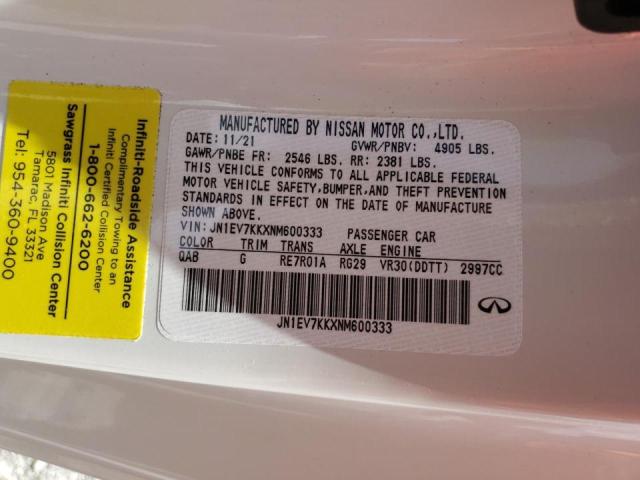 Infiniti-Roadside Assistance
Complimentary Towing to an
Infiniti Certified Collision Center
1-800-662-6200
Sawgrass Infiniti Collision Center
5801 Madison Ave
Tamarac, FL 33321
Tel: 954-360-9400
MANUFACTURED BY NISSAN MOTOR CO.,LTD.
DATE: 11/21 GVWR/PNBV: 4905 LBS.
GAWR/PNBE FR: 2546 LBS. RR: 2381 LBS.
THIS VEHICLE CONFORMS TO ALL APPLICABLE FEDERAL
MOTOR VEHICLE SAFETY,BUMPER,AND THEFT PREVENTION
STANDARDS IN EFFECT ON THE DATE OF MANUFACTURE
SHOWN ABOVE.
VIN: JN1EV7KKXNM600333 PASSENGER CAR
COLOR TRIM TRANS AXLE ENGINE
QAB G RE7R01A RG29 VR30(DDTT) 2997CC
JN1EV7KKXNM600333